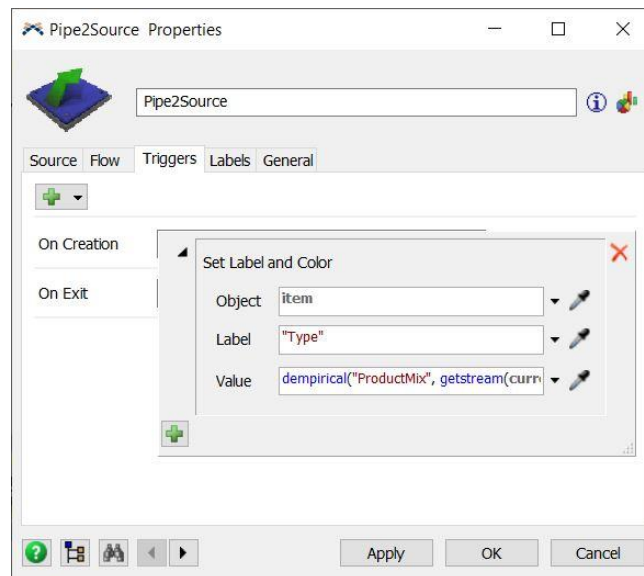 Pipe2Source Properties
Pipe2Source
Source Flow Triggers Labels General
On Creation
Set Label and Color
On Exit
Object item
Label "Type"
Value dempirical("ProductMix", getstream(curr
Apply OK Cancel